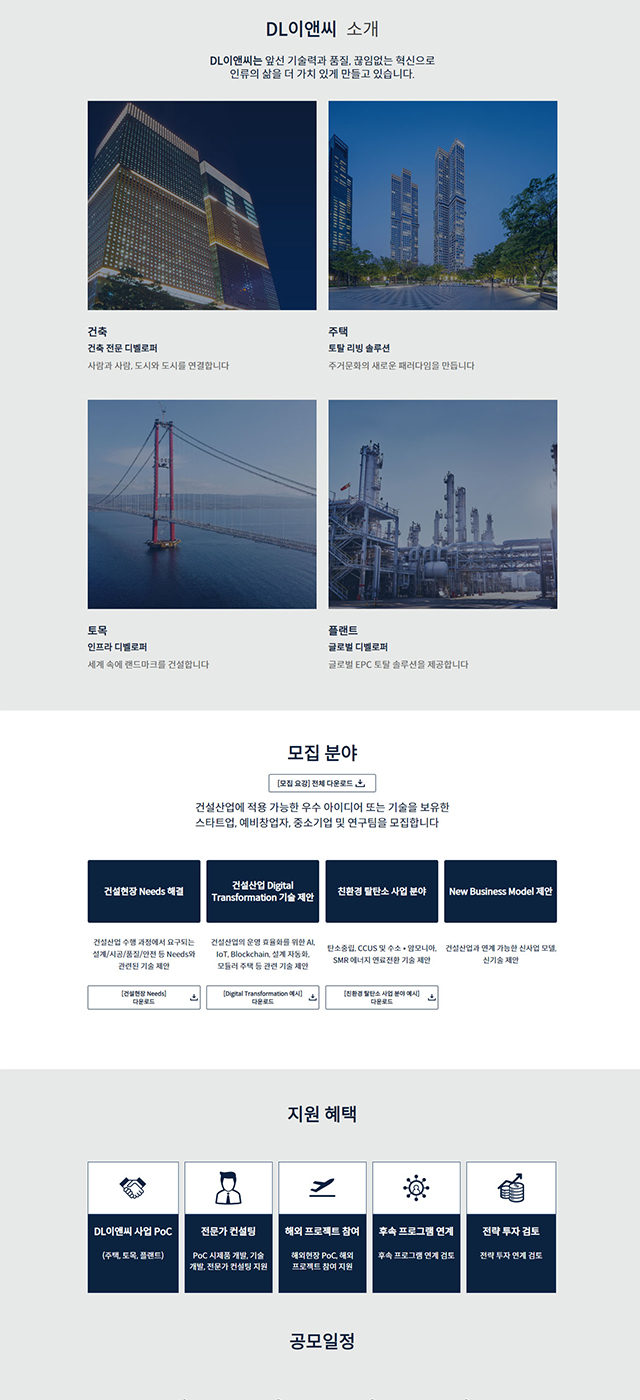 DL이앤씨 소개
DL이앤씨는 앞선 기술력과 품질, 끊임없는 혁신으로
인류의 삶을 더 가치 있게 만들고 있습니다.
건축
건축 전문 디벨로퍼
사람과 사람, 도시와 도시를 연결합니다
주택
토탈 리빙 솔루션
주거문화의 새로운 패러다임을 만듭니다
토목
인프라 디벨로퍼
세계 속에 랜드마크를 건설합니다
플랜트
글로벌 디벨로퍼
글로벌 EPC 토탈 솔루션을 제공합니다
모집 분야
[모집 요강] 전체 다운로드
건설산업에 적용 가능한 우수 아이디어 또는 기술을 보유한
스타트업, 예비창업자, 중소기업 및 연구팀을 모집합니다
건설현장 Needs 해결
건설산업 수행 과정에서 요구되는
설계/시공/품질/안전 등 Needs와
관련된 기술 제안
[건설현장 Needs]
다운로드
건설산업 Digital
Transformation 기술 제안
건설산업의 운영 효율화를 위한 AI,
IoT, Blockchain, 설계 자동화,
모듈러 주택 등 관련 기술 제안
[Digital Transformation 예시]
다운로드
친환경 탈탄소 사업 분야
탄소중립, CCUS 및 수소 • 암모니아,
SMR 에너지 연료전환 기술 제안
[친환경 탈탄소 사업 분야 예시]
다운로드
New Business Model 제안
건설산업과 연계 가능한 신사업 모델,
신기술 제안
지원 혜택
DL이앤씨 사업 PoC
(주택, 토목, 플랜트)
전문가 컨설팅
PoC 시제품 개발, 기술
개발, 전문가 컨설팅 지원
해외 프로젝트 참여
해외현장 PoC, 해외
프로젝트 참여 지원
후속 프로그램 연계
후속 프로그램 연계 검토
전략 투자 검토
전략 투자 연계 검토
공모일정